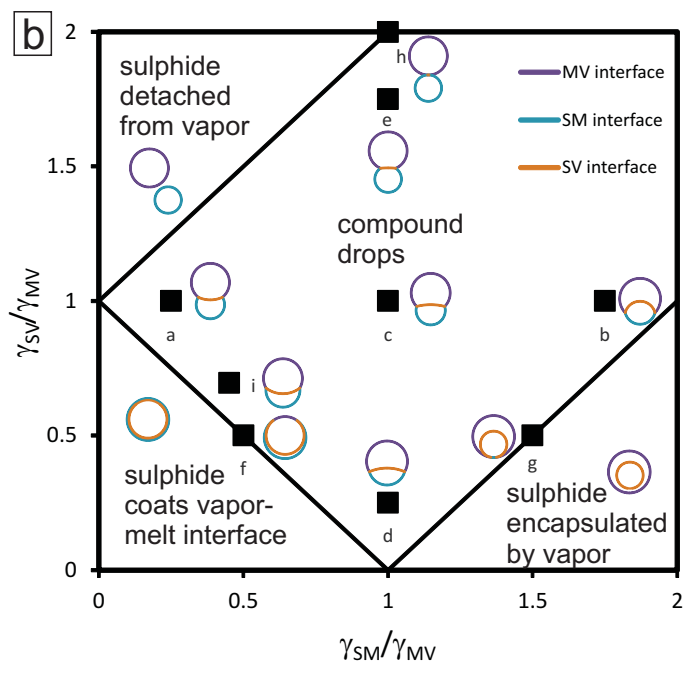 b
2
1.5
1
0.5
0
0
0.5
1
1.5
2
γSV/γMV
γSM/γMV
sulphide
detached
from vapor
h
e
MV interface
SM interface
SV interface
compound
drops
a
c
b
i
f
g
d
sulphide
coats vapor-
melt interface
sulphide
encapsulated
by vapor